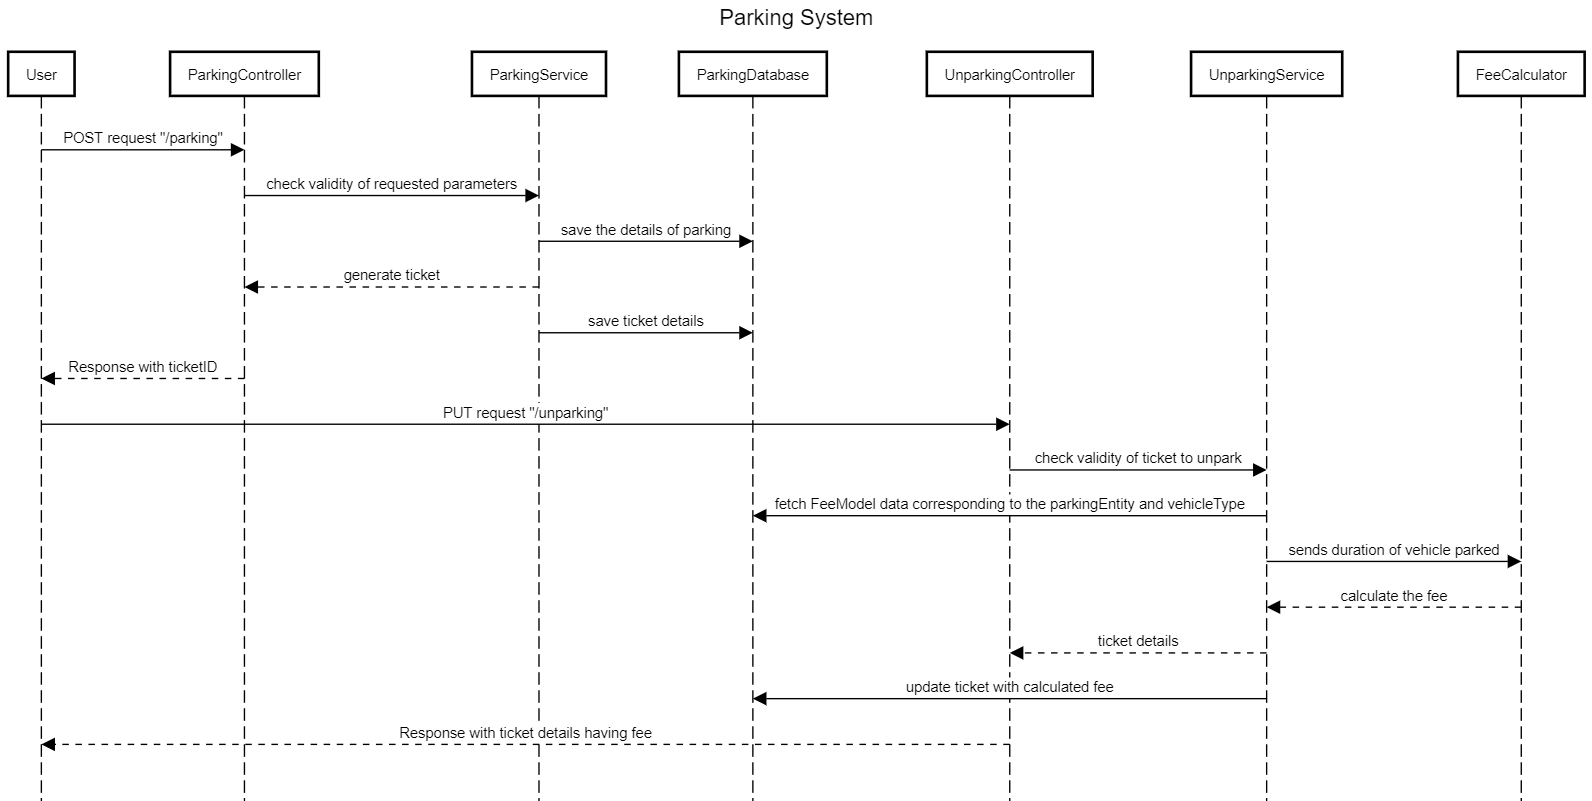 Parking System
User
ParkingController
ParkingService
ParkingDatabase
UnparkingController
UnparkingService
FeeCalculator
POST request "/parking"
check validity of requested parameters
save the details of parking
generate ticket
save ticket details
Response with ticketID
PUT request "/unparking"
check validity of ticket to unpark
fetch FeeModel data corresponding to the parkingEntity and vehicleType
sends duration of vehicle parked
calculate the fee
ticket details
update ticket with calculated fee
Response with ticket details having fee